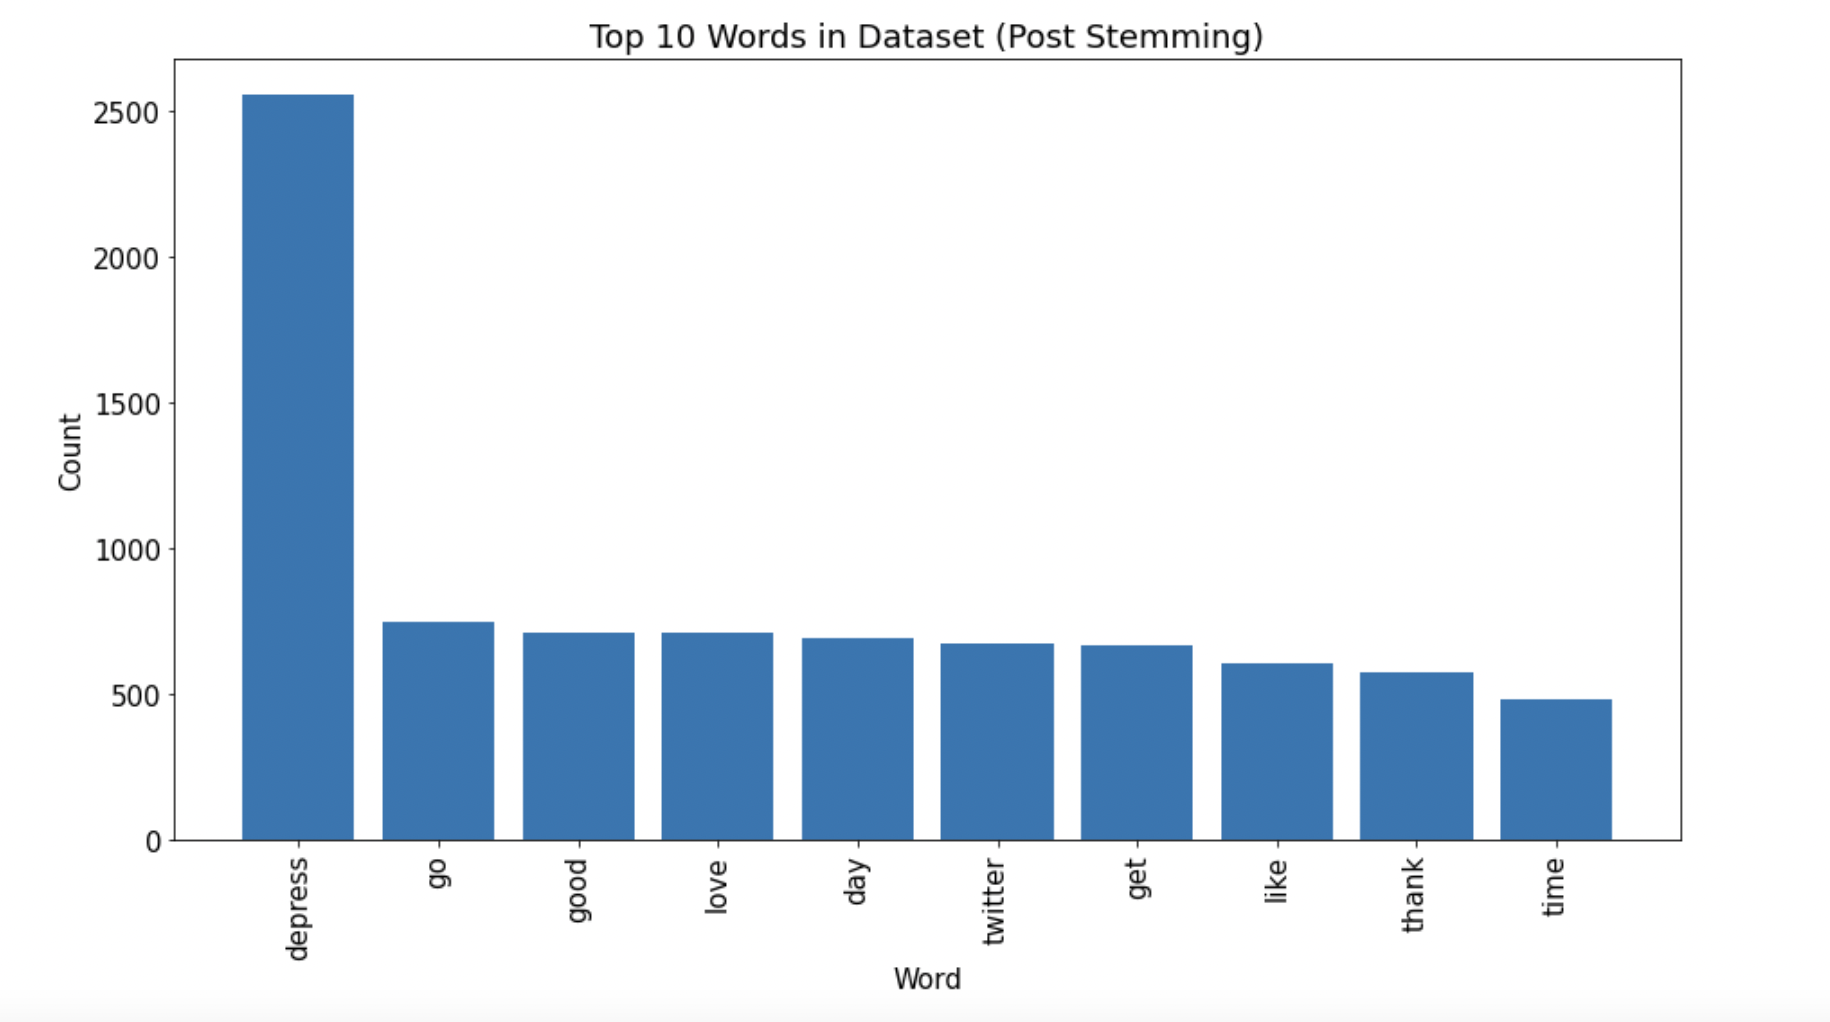 Top 10 Words in Dataset (Post Stemming)
2500
2000
1500
1000
500
0
Count
depress
go
good
love
day
twitter
get
like
thank
time
Word